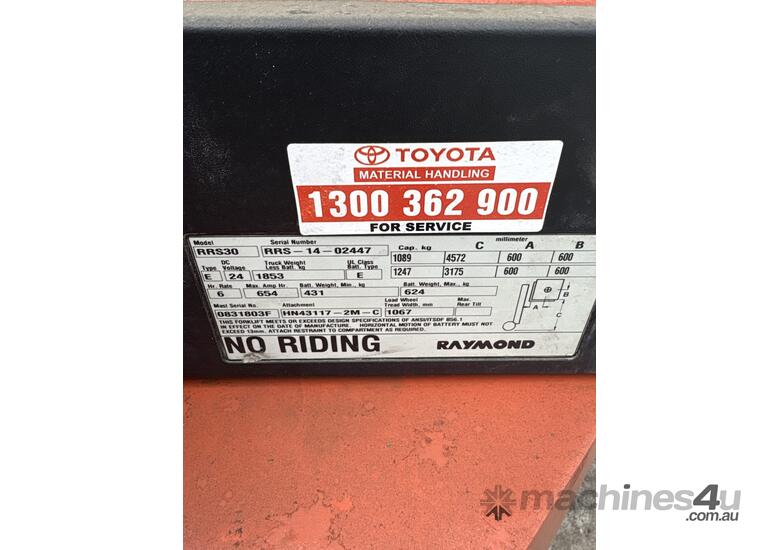 TOYOTA
MATERIAL HANDLING
1300 362 900
FOR SERVICE
Model Serial Number Cap. kg C millimeter A B
RRS30 RRS-14-02447 1089 4572 600 600
Type DC Voltage Truck Weight Less Batt. kg UL Class 1247 3175 600 600
E 24 1853 E
Hr. Rate Max. Amp Hr. Batt. Weight, Min., kg Batt. Weight, Max., kg
6 654 431 624
Mast Serial No. Attachment Load Wheel Tread Width, mm Max. Rear Tilt
0831803F HN43117-2M-C 1067
THIS FORKLIFT MEETS OR EXCEEDS DESIGN SPECIFICATIONS OF ANSI/ITSDF B56.1
IN EFFECT ON THE DATE OF MANUFACTURE. HORIZONTAL MOTION OF BATTERY MUST NOT
EXCEED 13mm. ATTACH RESTRAINT TO COMPARTMENT AS REQUIRED.
NO RIDING RAYMOND
B
A
C
machines4u
.com.au